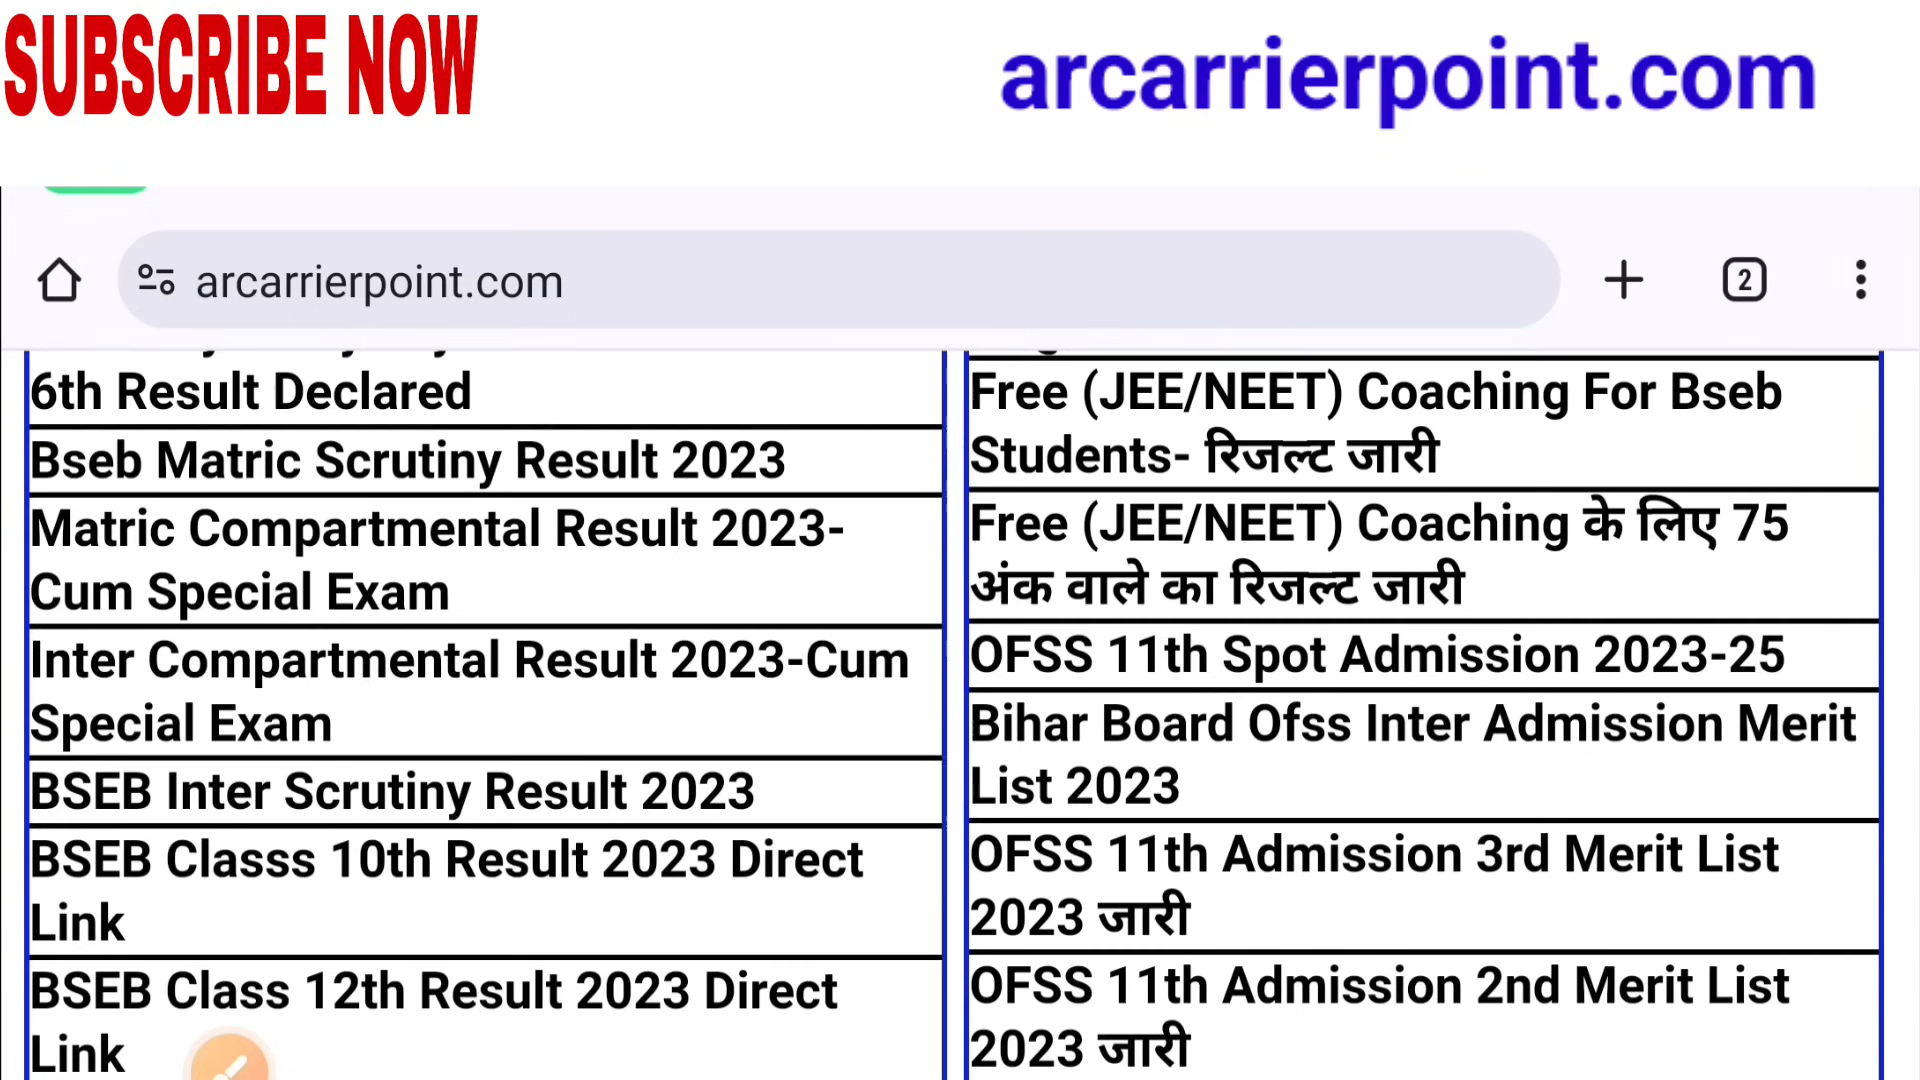 SUBSCRIBE NOW
arcarrierpoint.com
arcarrierpoint.com
2
6th Result Declared
Bseb Matric Scrutiny Result 2023
Matric Compartmental Result 2023-
Cum Special Exam
Inter Compartmental Result 2023-Cum
Special Exam
BSEB Inter Scrutiny Result 2023
BSEB Classs 10th Result 2023 Direct
Link
BSEB Class 12th Result 2023 Direct
Link
Free (JEE/NEET) Coaching For Bseb
Students- रिजल्ट जारी
Free (JEE/NEET) Coaching के लिए 75
अंक वाले का रिजल्ट जारी
OFSS 11th Spot Admission 2023-25
Bihar Board Ofss Inter Admission Merit
List 2023
OFSS 11th Admission 3rd Merit List
2023 जारी
OFSS 11th Admission 2nd Merit List
2023 जारी